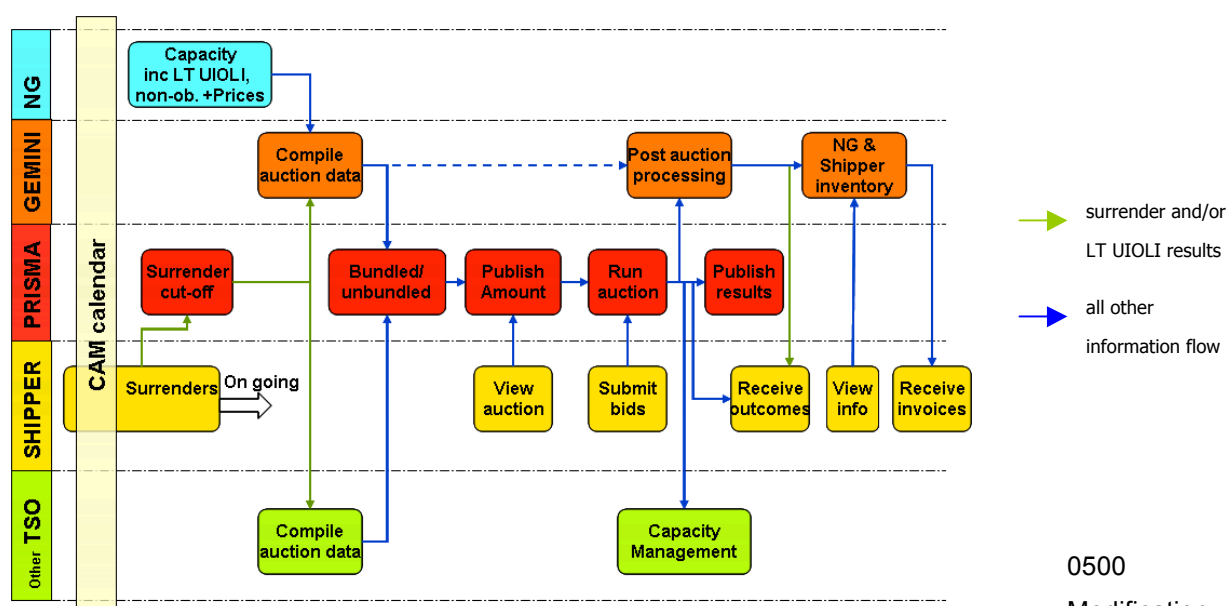 NG
Capacity
inc LT UIOLI,
non-ob. +Prices
GEMINI
Compile
auction data
Post auction
processing
NG &
Shipper
inventory
PRISMA
CAM calendar
Surrender
cut-off
Bundled/
unbundled
Publish
Amount
Run
auction
Publish
results
SHIPPER
Surrenders
On going
View
auction
Submit
bids
Receive
outcomes
View
info
Receive
invoices
Other TSO
Compile
auction data
Capacity
Management
surrender and/or
LT UIOLI results
all other
information flow
0500
Modification